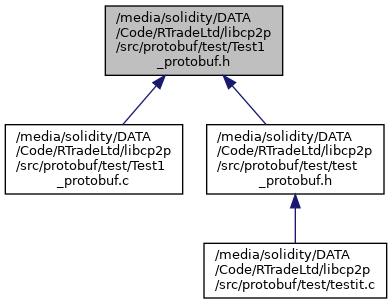 /media/solidity/DATA
/Code/RTradeLtd/libcp2p
/src/protobuf/test/Test1
_protobuf.h
/media/solidity/DATA
/Code/RTradeLtd/libcp2p
/src/protobuf/test/Test1
_protobuf.c
/media/solidity/DATA
/Code/RTradeLtd/libcp2p
/src/protobuf/test/test
_protobuf.h
/media/solidity/DATA
/Code/RTradeLtd/libcp2p
/src/protobuf/test/testit.c